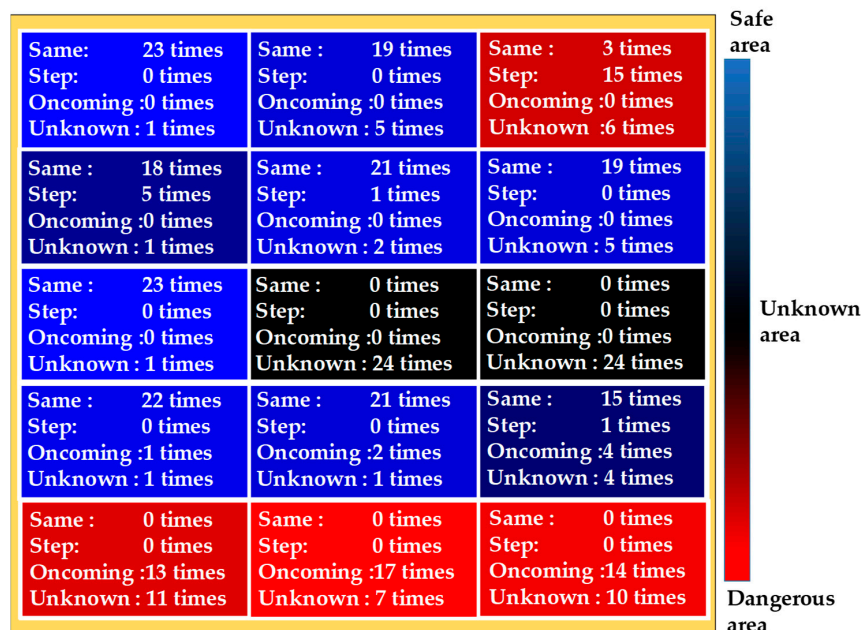 Same: 23 times
Step: 0 times
Oncoming :0 times
Unknown : 1 times
Same : 19 times
Step: 0 times
Oncoming :0 times
Unknown : 5 times
Same : 3 times
Step: 15 times
Oncoming :0 times
Unknown :6 times
Same : 18 times
Step: 5 times
Oncoming :0 times
Unknown : 1 times
Same : 21 times
Step: 1 times
Oncoming :0 times
Unknown : 2 times
Same : 19 times
Step: 0 times
Oncoming :0 times
Unknown : 5 times
Same : 23 times
Step: 0 times
Oncoming :0 times
Unknown : 1 times
Same : 0 times
Step: 0 times
Oncoming :0 times
Unknown : 24 times
Same : 0 times
Step: 0 times
Oncoming :0 times
Unknown : 24 times
Same : 22 times
Step: 0 times
Oncoming :1 times
Unknown : 1 times
Same : 21 times
Step: 0 times
Oncoming :2 times
Unknown : 1 times
Same : 15 times
Step: 1 times
Oncoming :4 times
Unknown : 4 times
Same : 0 times
Step: 0 times
Oncoming :13 times
Unknown : 11 times
Same : 0 times
Step: 0 times
Oncoming :17 times
Unknown : 7 times
Same : 0 times
Step: 0 times
Oncoming :14 times
Unknown : 10 times
Safe
area
Unknown
area
Dangerous
area